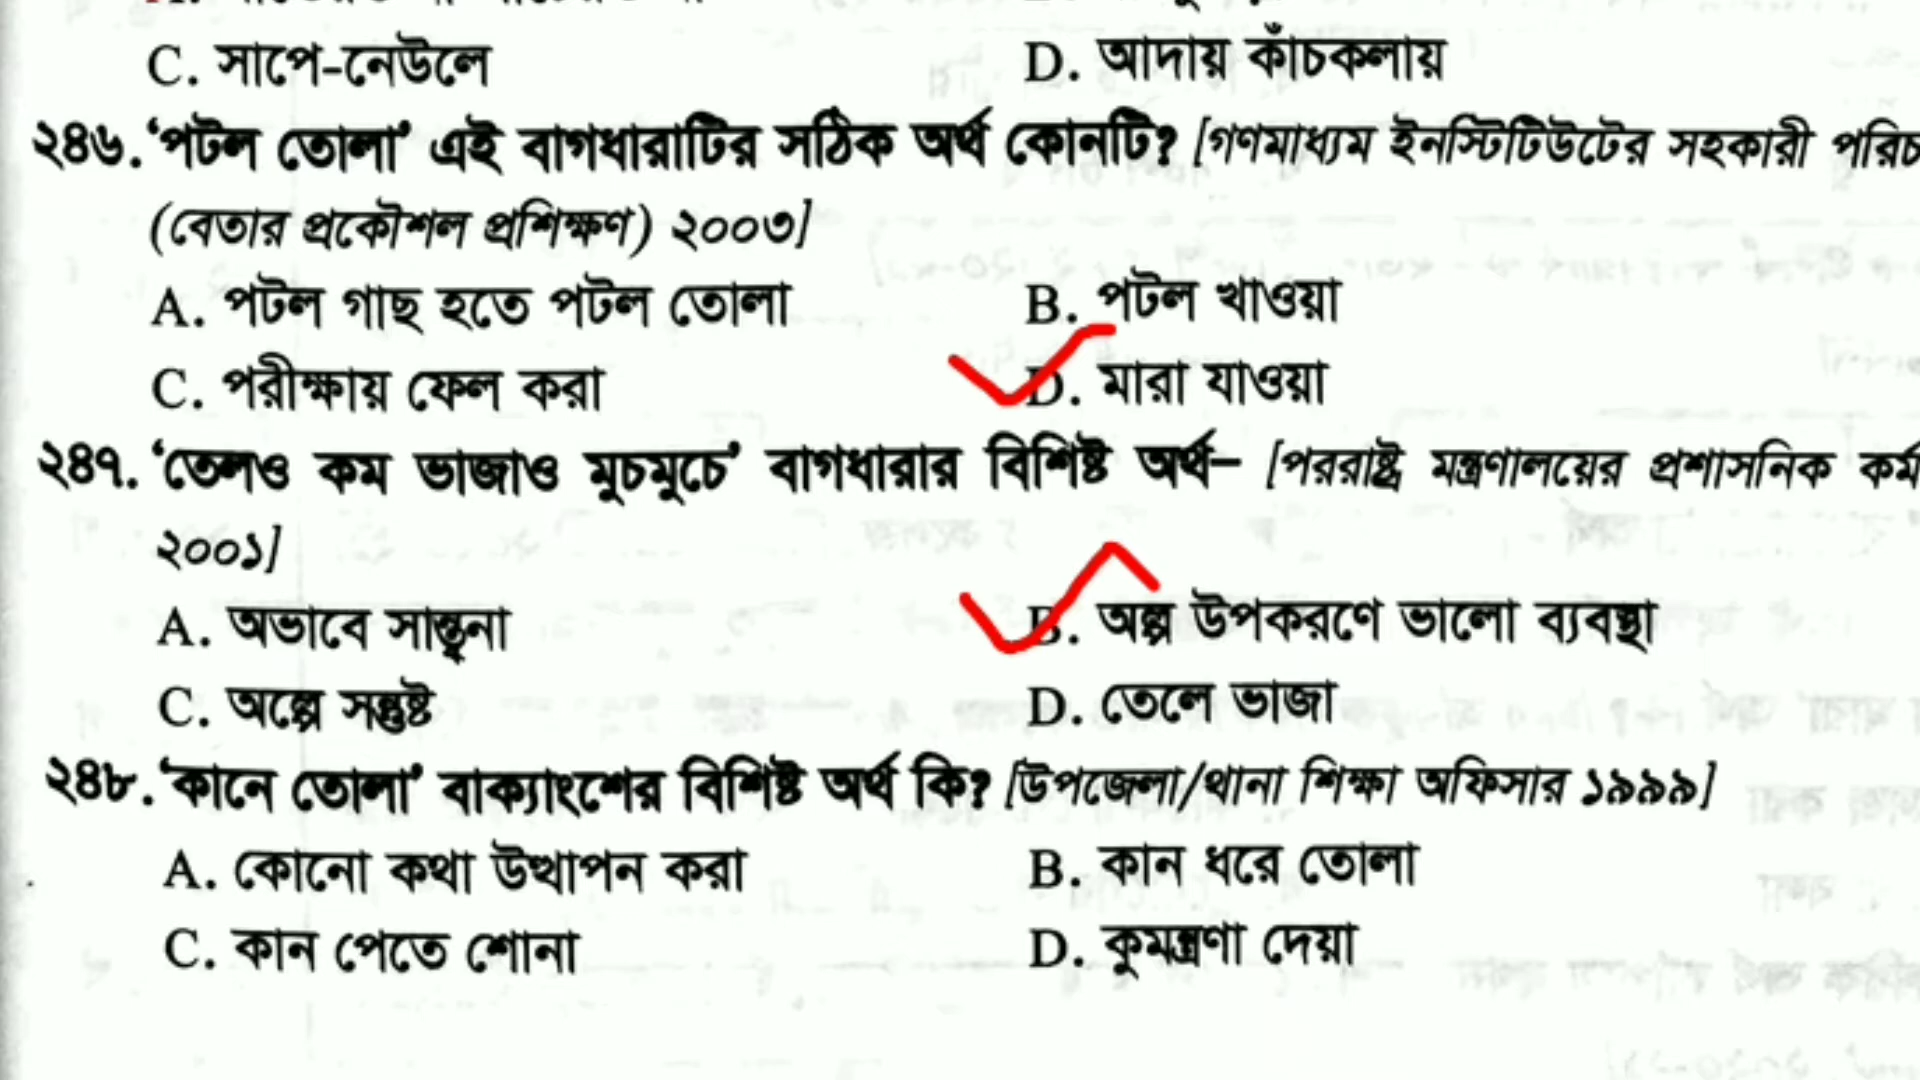 C. সাপে-নেউলে D. আদায় কাঁচকলায়
২৪৬. ‘পটল তোলা’ এই বাগধারাটির সঠিক অর্থ কোনটি? [গণমাধ্যম ইনস্টিটিউটের সহকারী পরিচ
(বেতার প্রকৌশল প্রশিক্ষণ) ২০০৩]
A. পটল গাছ হতে পটল তোলা B. পটল খাওয়া
C. পরীক্ষায় ফেল করা D. মারা যাওয়া
২৪৭. ‘তেলও কম ভাজাও মুচমুচে’ বাগধারার বিশিষ্ট অর্থ– [পররাষ্ট্র মন্ত্রণালয়ের প্রশাসনিক কর্ম
২০০১]
A. অভাবে সান্ত্বনা B. অল্প উপকরণে ভালো ব্যবস্থা
C. অল্পে সন্তুষ্ট D. তেলে ভাজা
২৪৮. ‘কানে তোলা’ বাক্যাংশের বিশিষ্ট অর্থ কি? [উপজেলা/থানা শিক্ষা অফিসার ১৯৯৯]
A. কোনো কথা উত্থাপন করা B. কান ধরে তোলা
C. কান পেতে শোনা D. কুমন্ত্রণা দেয়া